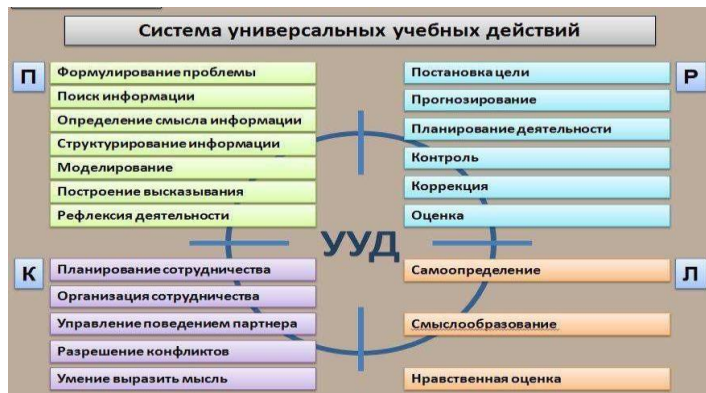 Система универсальных учебных действий
П
Формулирование проблемы
Поиск информации
Определение смысла информации
Структурирование информации
Моделирование
Построение высказывания
Рефлексия деятельности
Р
Постановка цели
Прогнозирование
Планирование деятельности
Контроль
Коррекция
Оценка
УУД
К
Планирование сотрудничества
Организация сотрудничества
Управление поведением партнера
Разрешение конфликтов
Умение выразить мысль
Л
Самоопределение
Смыслообразование
Нравственная оценка